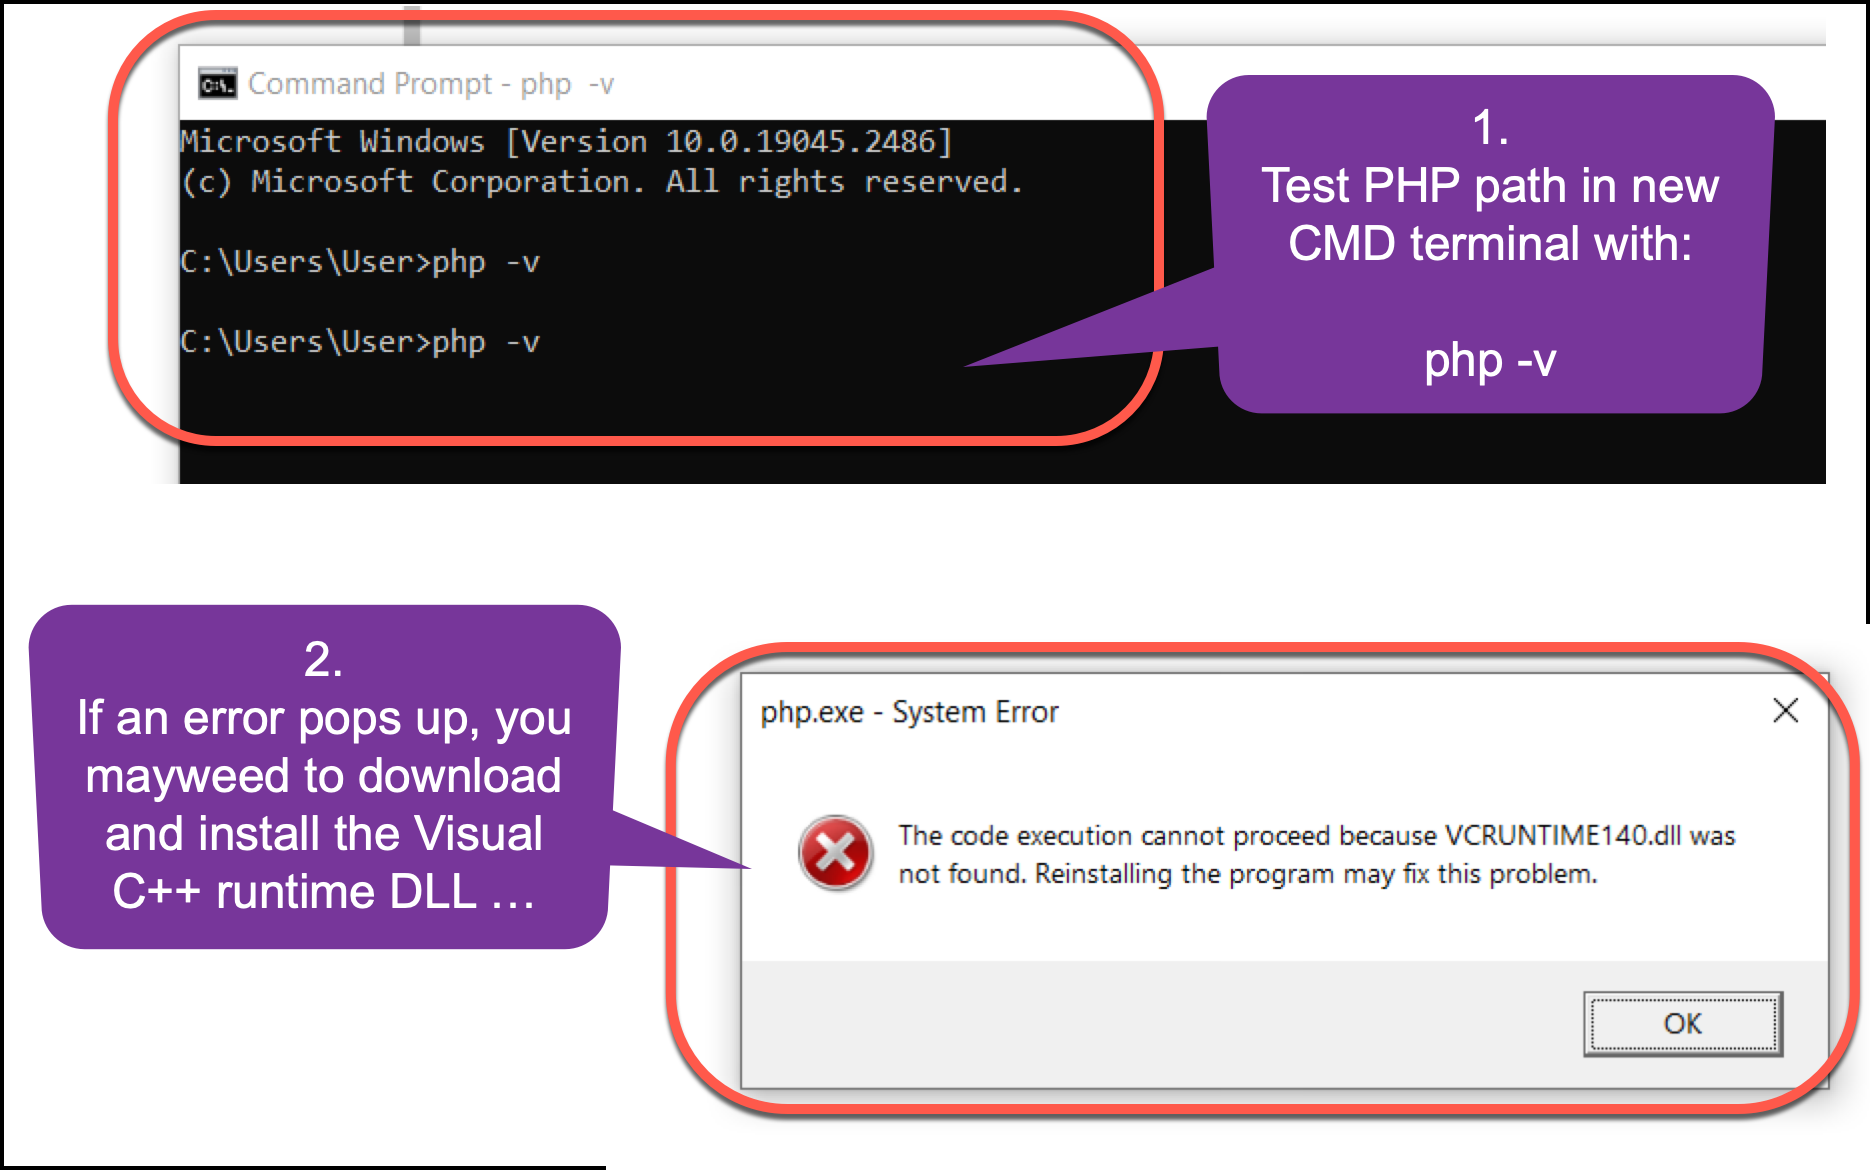 Command Prompt - php  -v
Microsoft Windows [Version 10.0.19045.2486]
(c) Microsoft Corporation. All rights reserved.
C:\Users\User>php -v
C:\Users\User>php -v
1.
Test PHP path in new
CMD terminal with:
php -v
2.
If an error pops up, you
mayweed to download
and install the Visual
C++ runtime DLL …
php.exe - System Error
The code execution cannot proceed because VCRUNTIME140.dll was
not found. Reinstalling the program may fix this problem.
OK